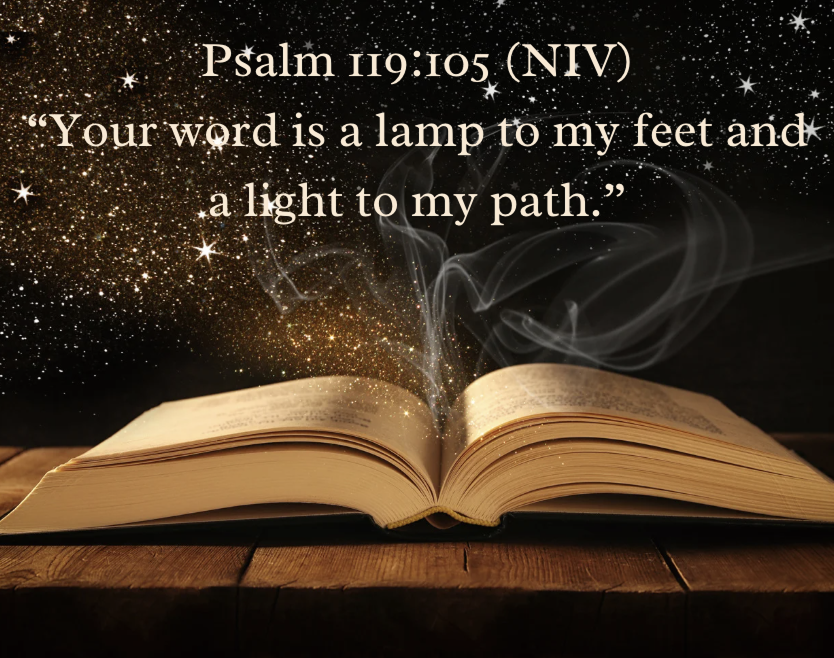 Psalm 119:105 (NIV)
“Your word is a lamp to my feet and
a light to my path.”